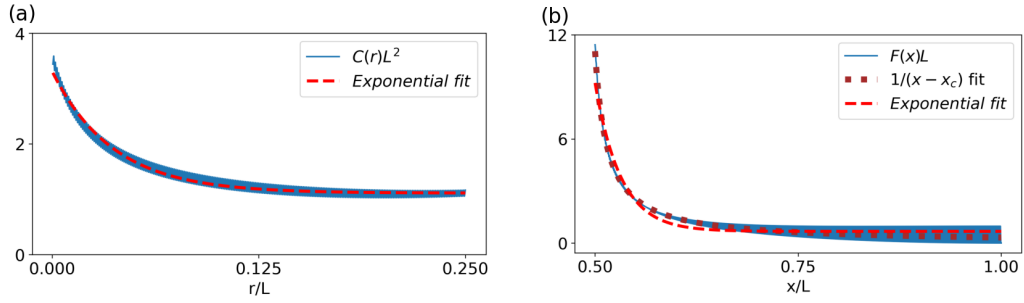 (a)
4
2
0
0.000
0.125
0.250
r/L
C(r)L²
Exponential fit
(b)
12
6
0
0.50
0.75
1.00
x/L
F(x)L
1/(x − x_c) fit
Exponential fit